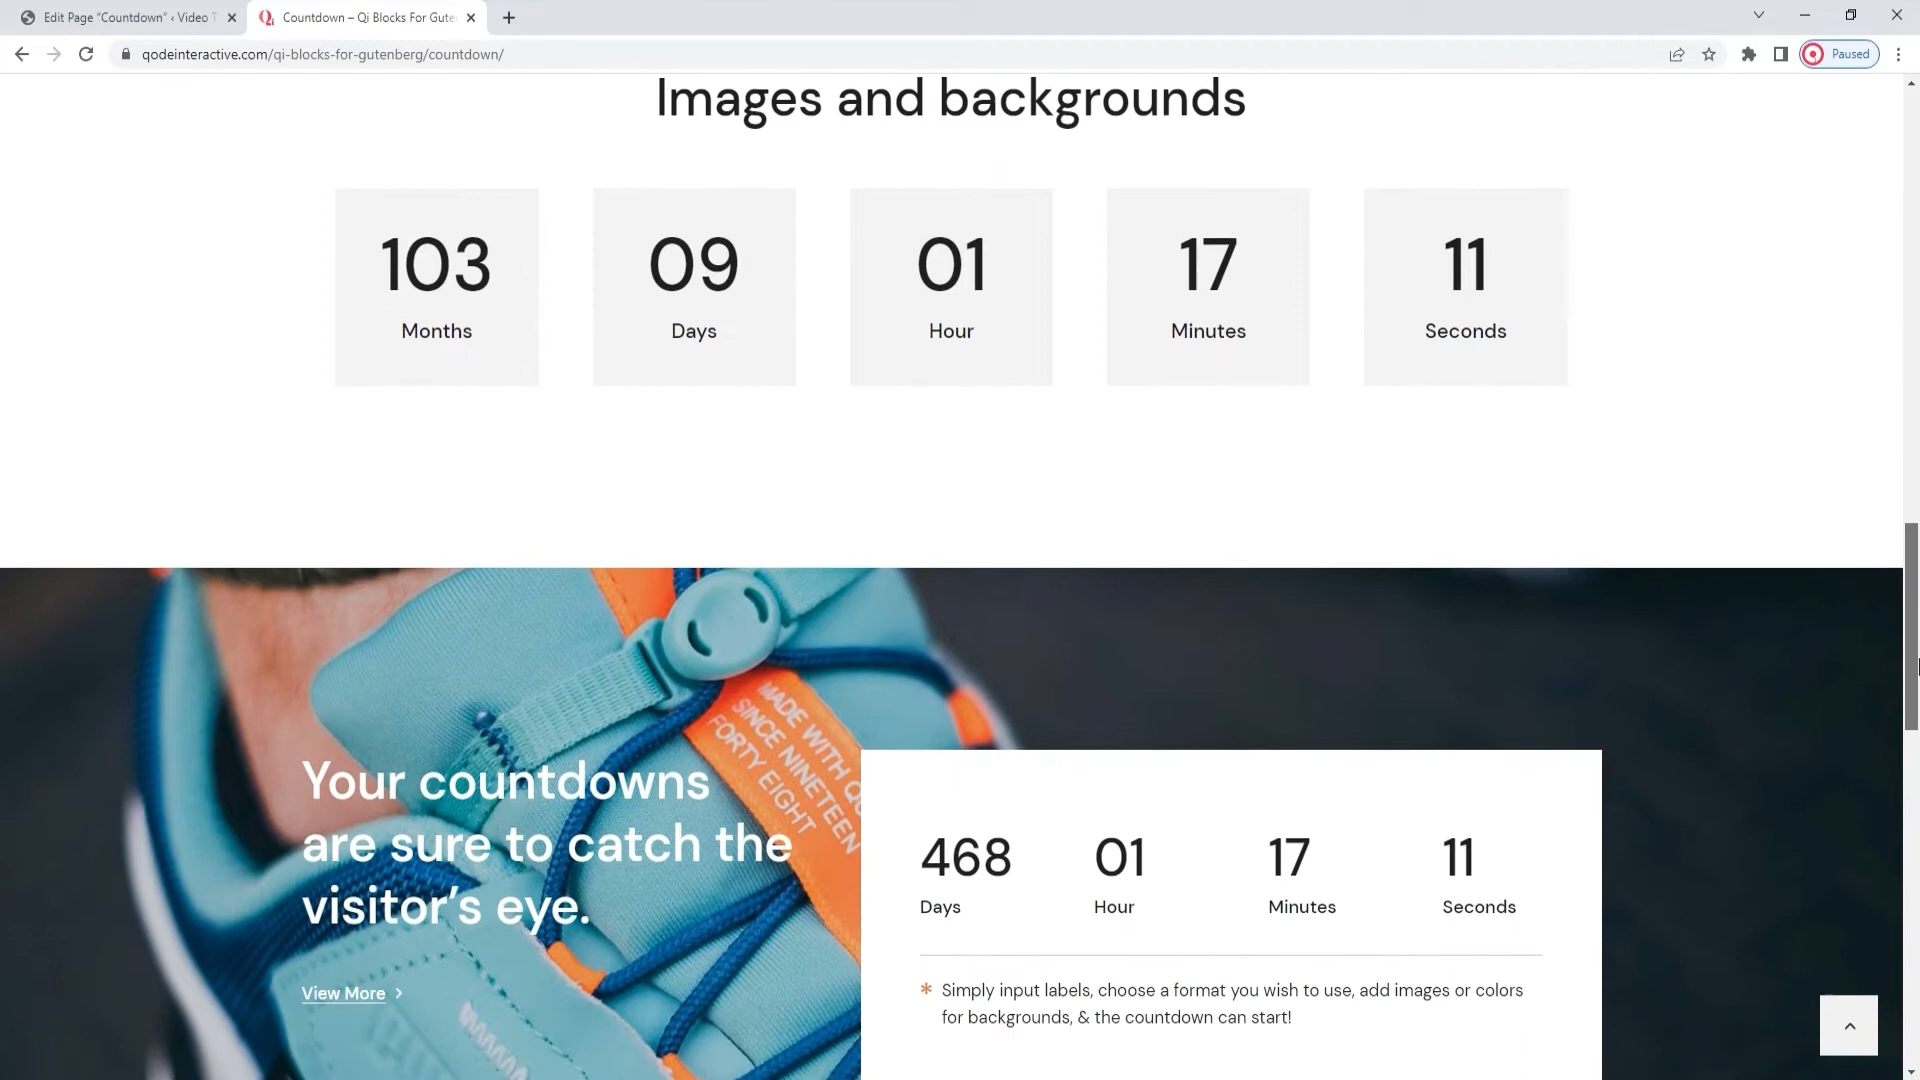 Edit Page “Countdown” ‹ Video T
Countdown – Qi Blocks For Gute
qodeinteractive.com/qi-blocks-for-gutenberg/countdown/
Paused
Images and backgrounds
103 09 01 17 11
Months Days Hour Minutes Seconds
MADE WITH
SINCE NINETEEN
FORTY EIGHT
Your countdowns
are sure to catch the
visitor’s eye.
View More
468 01 17 11
Days Hour Minutes Seconds
* Simply input labels, choose a format you wish to use, add images or colors
for backgrounds, & the countdown can start!